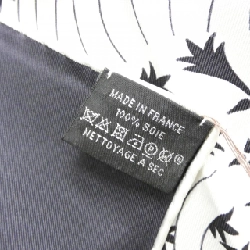 MADE IN FRANCE
100% SOIE
NETTOYAGE A SEC